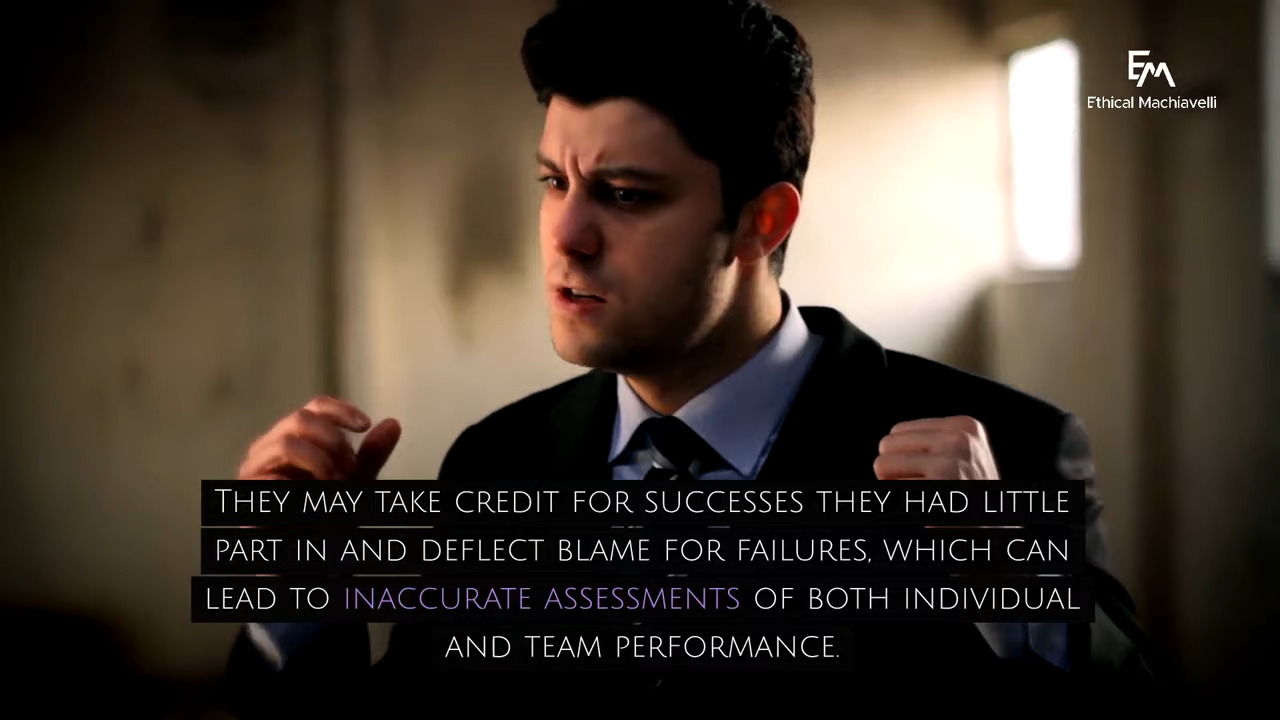 EM
Ethical Machiavelli
They may take credit for successes they had little
part in and deflect blame for failures, which can
lead to inaccurate assessments of both individual
and team performance.